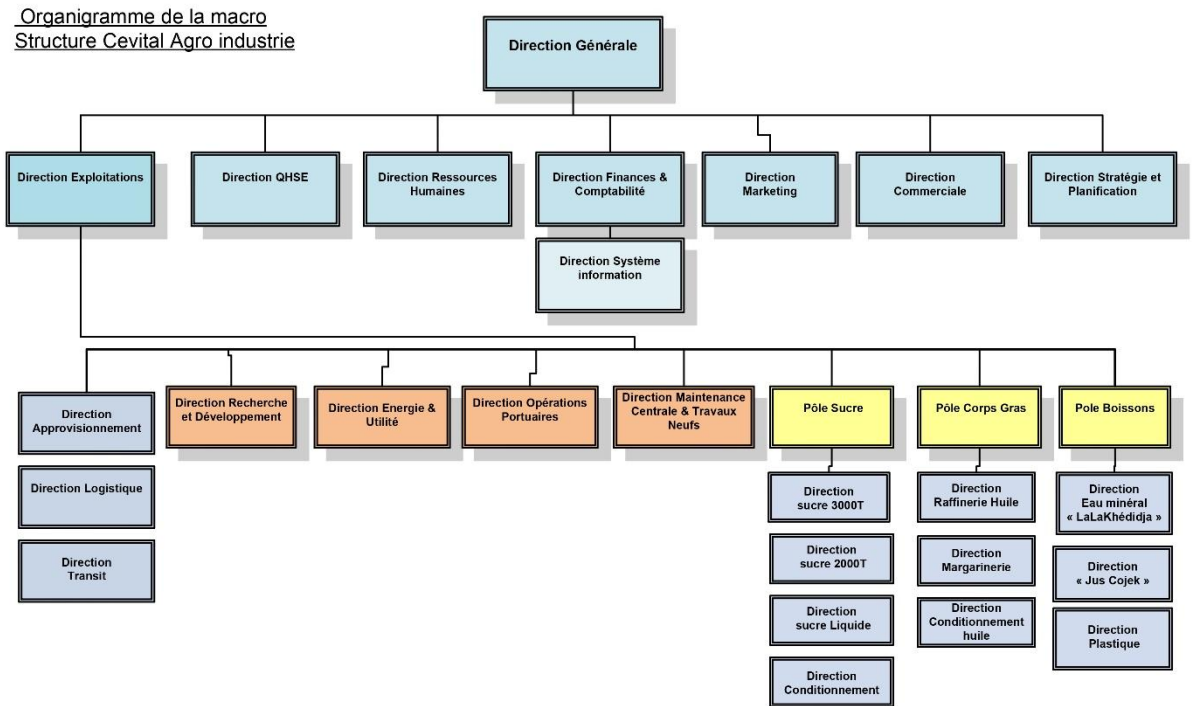 Organigramme de la macro
Structure Cevital Agro industrie
Direction Générale
Direction Exploitations
Direction QHSE
Direction Ressources
Humaines
Direction Finances &
Comptabilité
Direction
Marketing
Direction
Commerciale
Direction Stratégie et
Planification
Direction Système
information
Direction
Approvisionnement
Direction Recherche
et Développement
Direction Energie &
Utilité
Direction Opérations
Portuaires
Direction Maintenance
Centrale & Travaux
Neufs
Pôle Sucre
Pôle Corps Gras
Pole Boissons
Direction Logistique
Direction
Transit
Direction
sucre 3000T
Direction
sucre 2000T
Direction
sucre Liquide
Direction
Conditionnement
Direction
Raffinerie Huile
Direction
Margarinerie
Direction
Conditionnement
huile
Direction
Eau minéral
« LaLaKhédidja »
Direction
« Jus Cojek »
Direction
Plastique